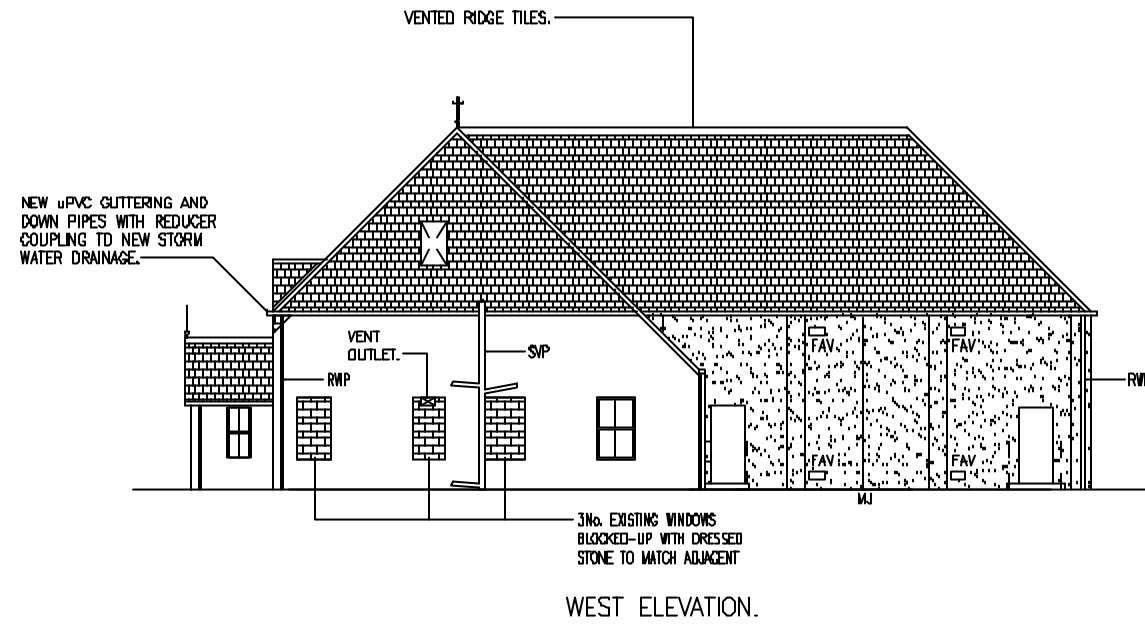 VENTED RIDGE TILES.
NEW uPVC GUTTERING AND
DOWN PIPES WITH REDUCER
COUPLING TO NEW STORM
WATER DRAINAGE.
VENT
OUTLET.
SVP
RWP
FAV
FAV
RW
FAV
FAV
MJ
3No. EXISTING WINDOWS
BLOCKED-UP WITH DRESSED
STONE TO MATCH ADJAGENT
WEST ELEVATION.